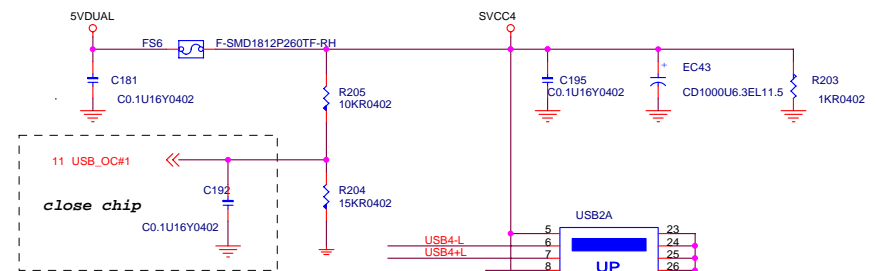 5VDUAL
SVCC4
FS6 F-SMD1812P260TF-RH
C181
C0.1U16Y0402
R205
10KR0402
C195
C0.1U16Y0402
+ EC43
CD1000U6.3EL11.5
R203
1KR0402
11 USB_OC#1
C192
C0.1U16Y0402
close chip
R204
15KR0402
USB2A
5 23
USB4-L 6 24
USB4+L 7 25
8 26
UP